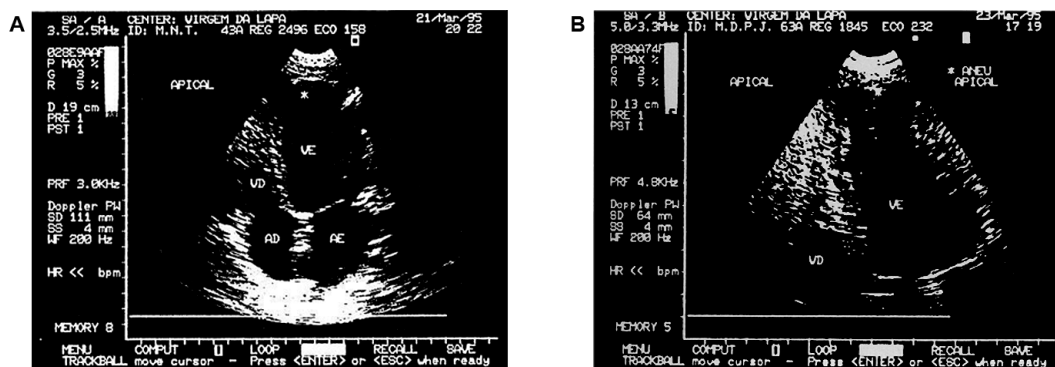 A
SA / A CENTER: VIRGEM DA LAPA 21/Mar/95
3.5/2.5MHz ID: M.N.T. 43A REG 2496 ECO 158 20 22
028E9AAF
P MAX %
G 3
R 5 %
APICAL
D 19 cm
PRE 1
PST 1
*
VE
PRF 3.0KHz
VD
Doppler PW
SD 111 mm
SS 4 mm
WF 200 Hz
AD AE
HR << bpm
MEMORY 8
MENU COMPUT [] LOOP RECALL SAVE
TRACKBALL move cursor - Press <ENTER> or <ESC> when ready
B
SA / B CENTER: VIRGEM DA LAPA 23/Mar/95
5.0/3.3MHz ID: M.D.P.J. 63A REG 1845 ECO 232 17 19
028AA74F
P MAX %
G 3
R 5 %
* ANEU
APICAL APICAL
D 13 cm
PRE 1
PST 1
*
PRF 4.8KHz
Doppler PW
SD 64 mm
SS 4 mm
WF 200 Hz
VE
VD
HR << bpm
MEMORY 5
MENU COMPUT [] LOOP RECALL SAVE
TRACKBALL move cursor - Press <ENTER> or <ESC> when ready